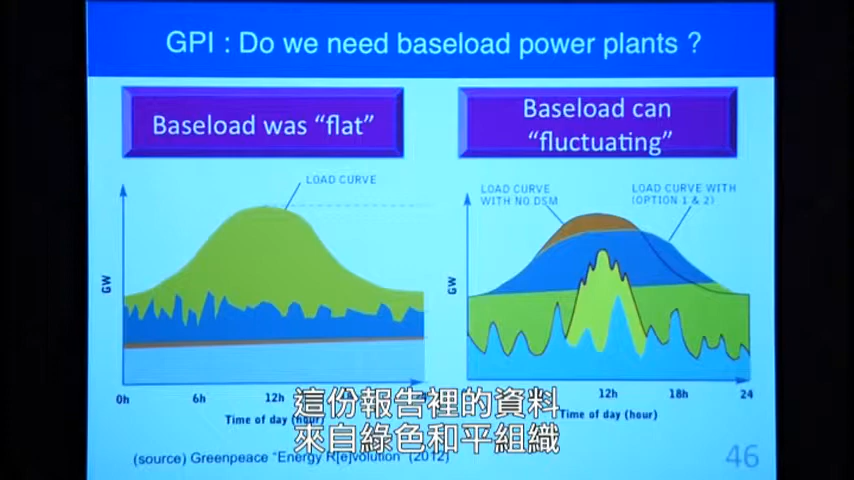 GPI : Do we need baseload power plants ?
Baseload was “flat”
Baseload can
“fluctuating”
LOAD CURVE
LOAD CURVE
WITH NO DSM
LOAD CURVE WITH
(OPTION 1 & 2)
GW
GW
0h 6h 12h
12h 18h 24
Time of day (hour)
Time of day (hour)
這份報告裡的資料
來自綠色和平組織
(source) Greenpeace “Energy R[e]volution” (2012)
46